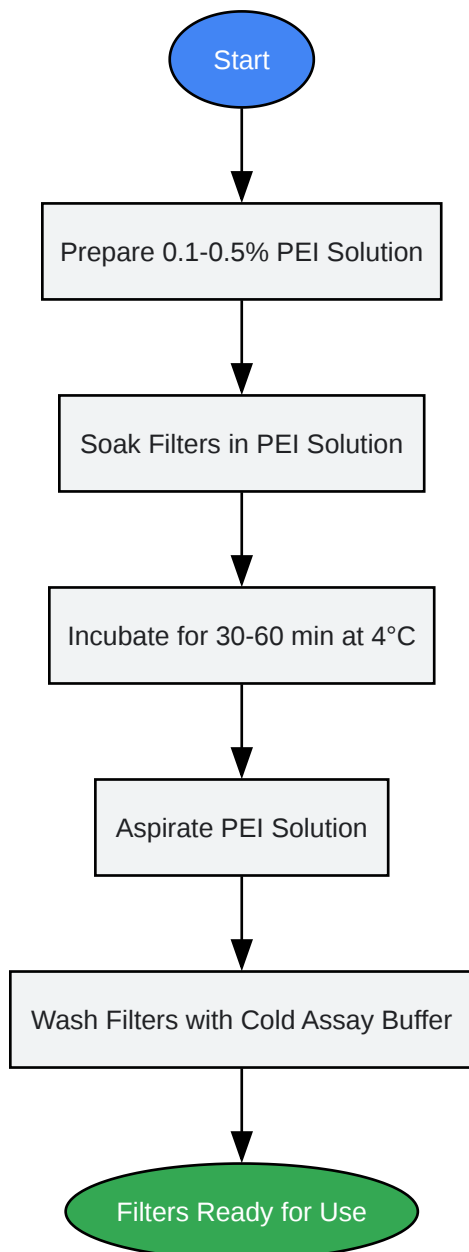 Start
Prepare 0.1-0.5% PEI Solution
Soak Filters in PEI Solution
Incubate for 30-60 min at 4°C
Aspirate PEI Solution
Wash Filters with Cold Assay Buffer
Filters Ready for Use